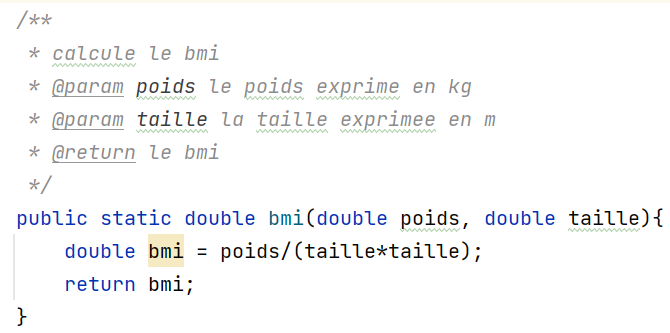 /**
 * calcule le bmi
 * @param poids le poids exprime en kg
 * @param taille la taille exprimee en m
 * @return le bmi
 */
public static double bmi(double poids, double taille){
    double bmi = poids/(taille*taille);
    return bmi;
}